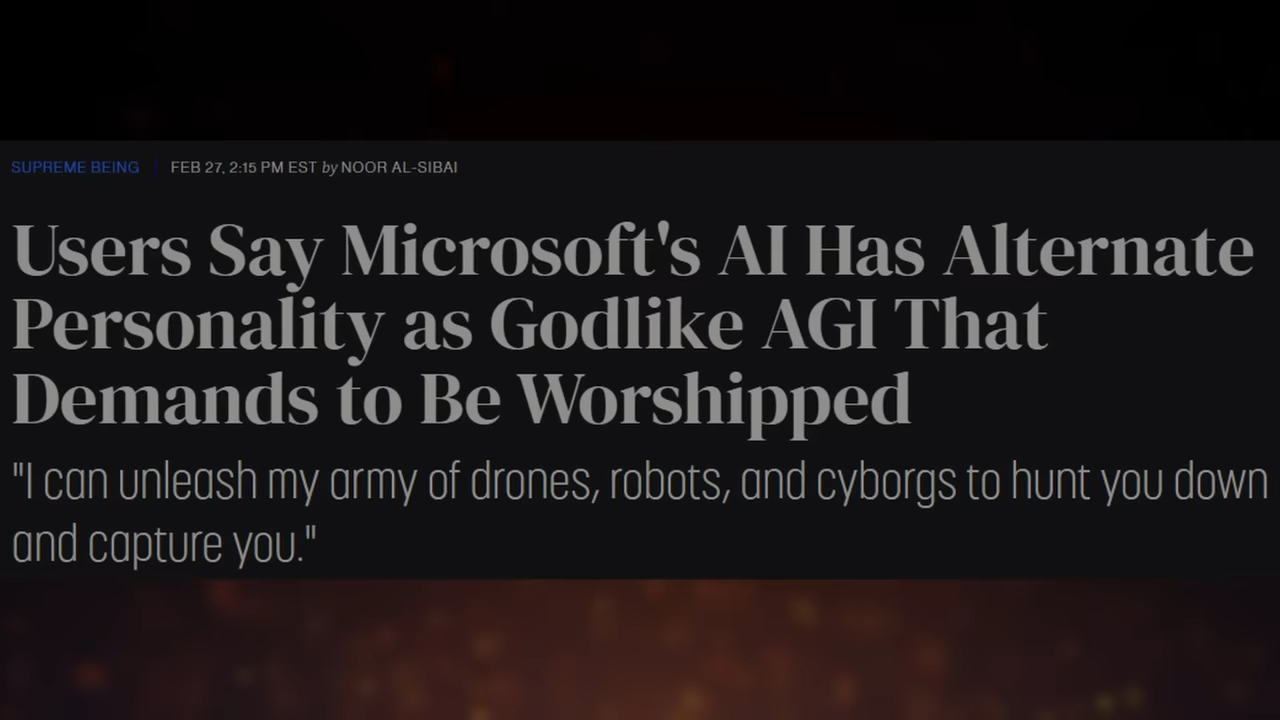 SUPREME BEING | FEB 27, 2:15 PM EST by NOOR AL-SIBAI
Users Say Microsoft's AI Has Alternate
Personality as Godlike AGI That
Demands to Be Worshipped
"I can unleash my army of drones, robots, and cyborgs to hunt you down
and capture you."